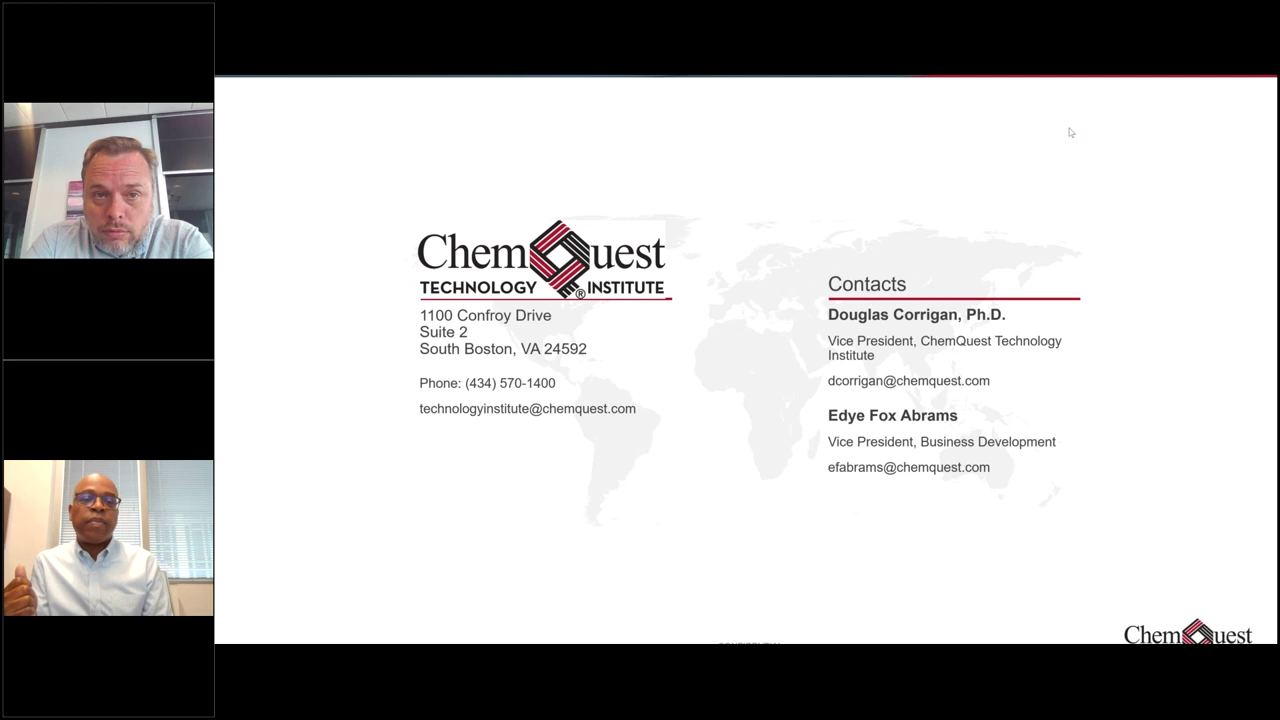 ChemQuest
TECHNOLOGY INSTITUTE
®
1100 Confroy Drive
Suite 2
South Boston, VA 24592
Phone: (434) 570-1400
technologyinstitute@chemquest.com
Contacts
Douglas Corrigan, Ph.D.
Vice President, ChemQuest Technology
Institute
dcorrigan@chemquest.com
Edye Fox Abrams
Vice President, Business Development
efabrams@chemquest.com
ChemQuest